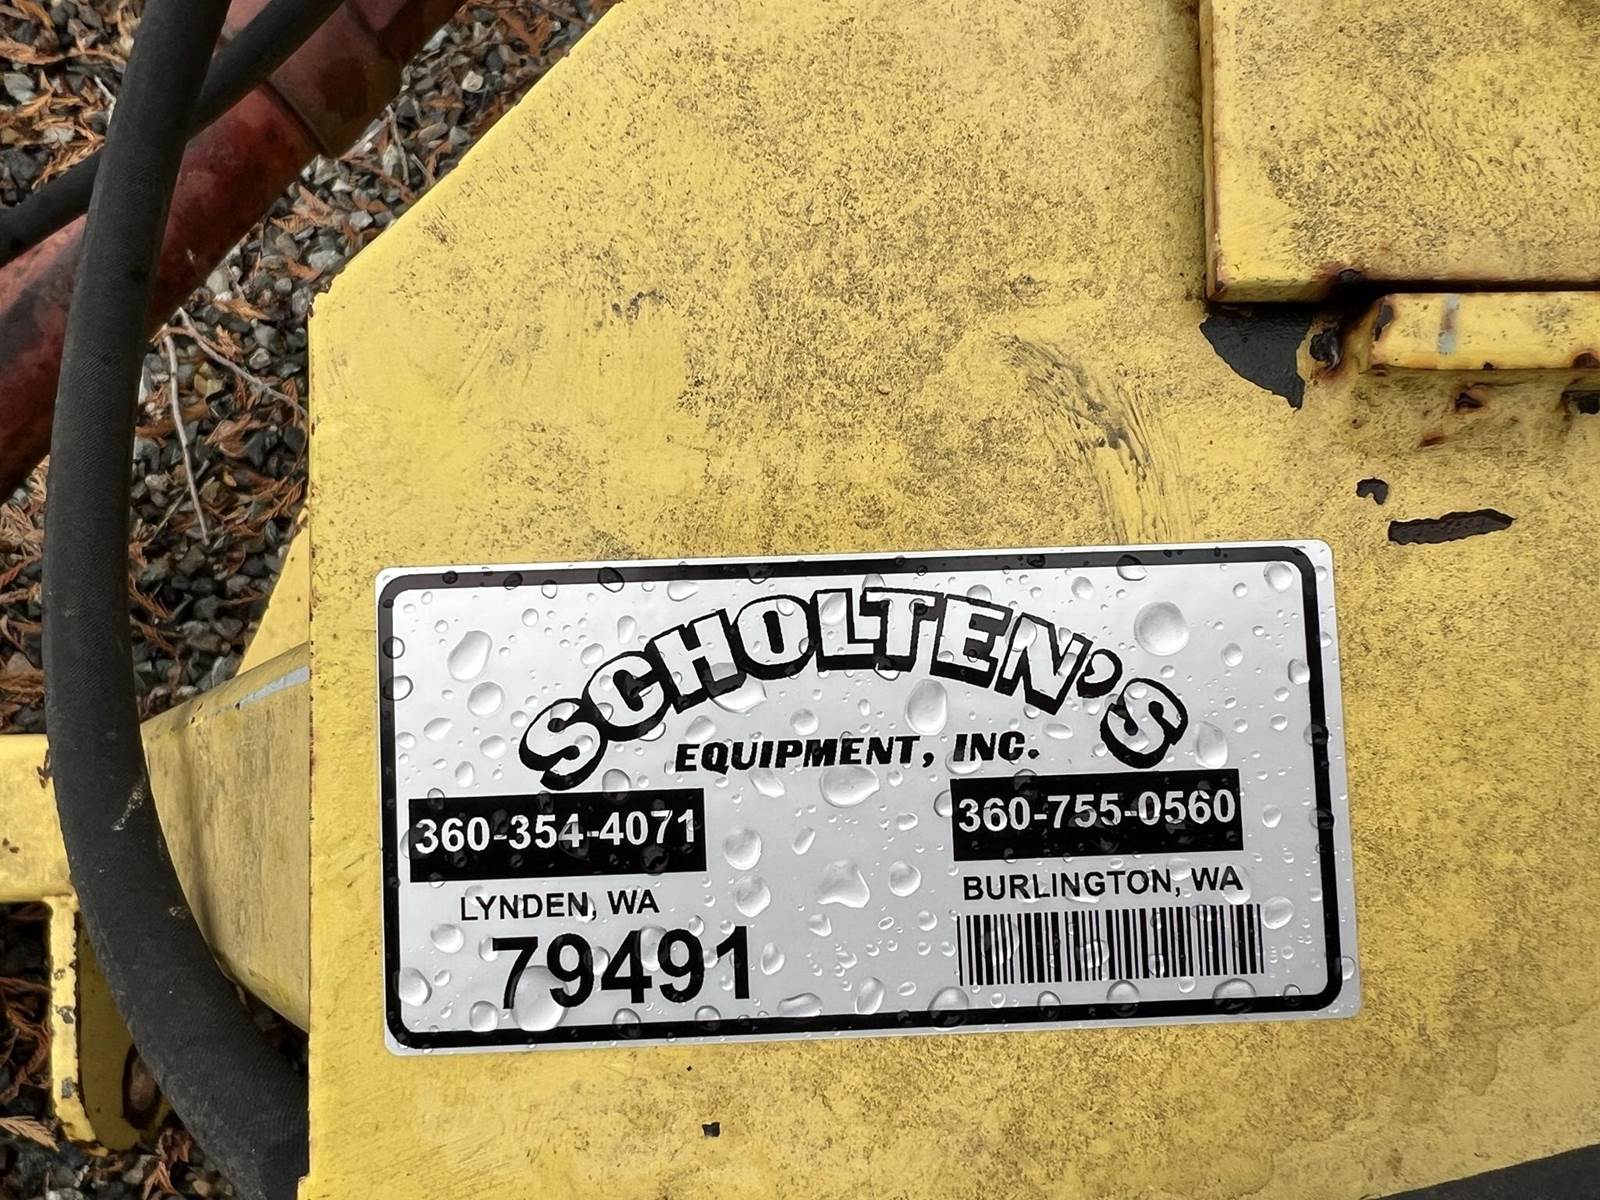 SCHOLTEN'S
EQUIPMENT, INC.
360-354-4071
LYNDEN, WA
79491
360-755-0560
BURLINGTON, WA